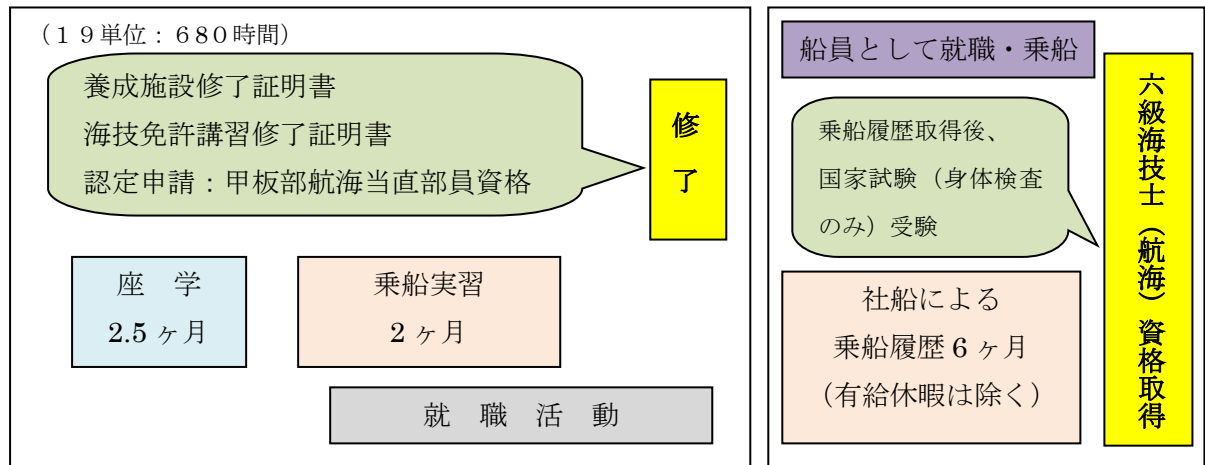 （１９単位：６８０時間）
養成施設修了証明書
海技免許講習修了証明書
認定申請：甲板部航海当直部員資格
修
了
座　学
2.5 ヶ月
乗船実習
2 ヶ月
就　職　活　動
船員として就職・乗船
乗船履歴取得後、
国家試験（身体検査
のみ）受験
社船による
乗船履歴 6 ヶ月
（有給休暇は除く）
六級海技士（航海）資格取得